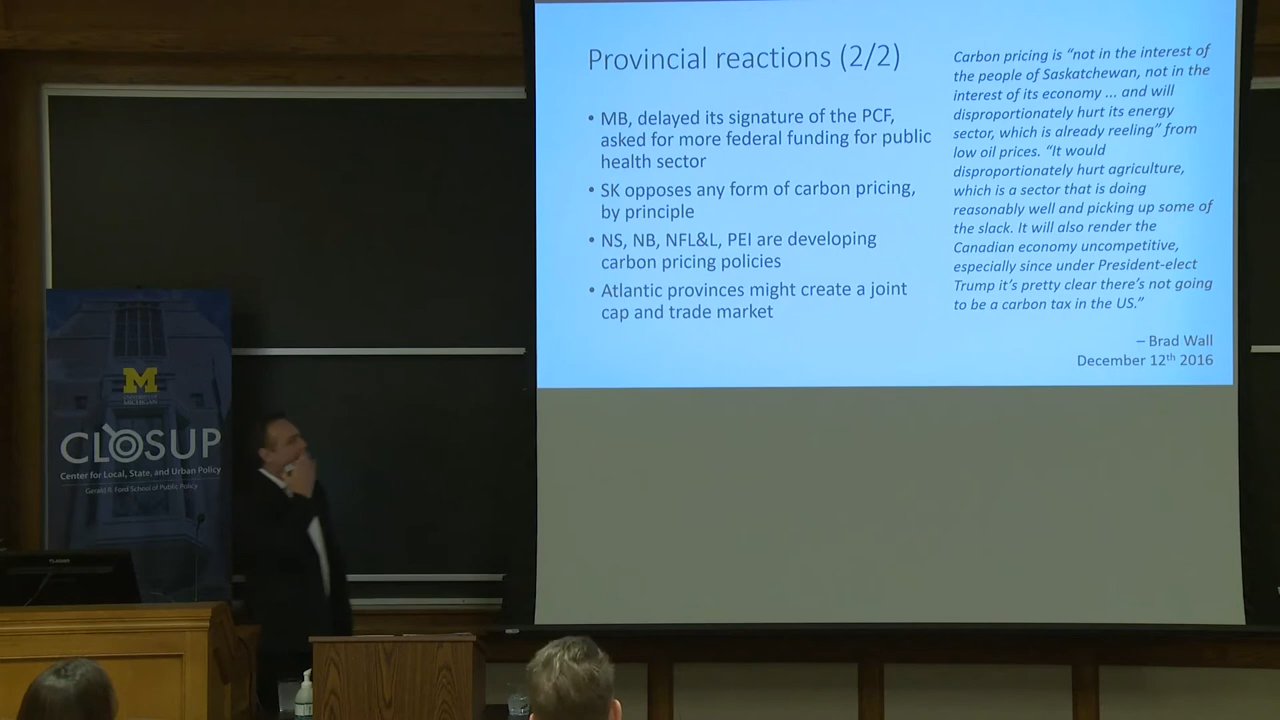 Provincial reactions (2/2)
• MB, delayed its signature of the PCF,
asked for more federal funding for public
health sector
• SK opposes any form of carbon pricing,
by principle
• NS, NB, NFL&L, PEI are developing
carbon pricing policies
• Atlantic provinces might create a joint
cap and trade market
Carbon pricing is “not in the interest of
the people of Saskatchewan, not in the
interest of its economy ... and will
disproportionately hurt its energy
sector, which is already reeling” from
low oil prices. “It would
disproportionately hurt agriculture,
which is a sector that is doing
reasonably well and picking up some of
the slack. It will also render the
Canadian economy uncompetitive,
especially since under President-elect
Trump it’s pretty clear there’s not going
to be a carbon tax in the US.”
– Brad Wall
December 12th 2016
M
UNIVERSITY OF
MICHIGAN
CLOSUP
Center for Local, State, and Urban Policy
Gerald R. Ford School of Public Policy